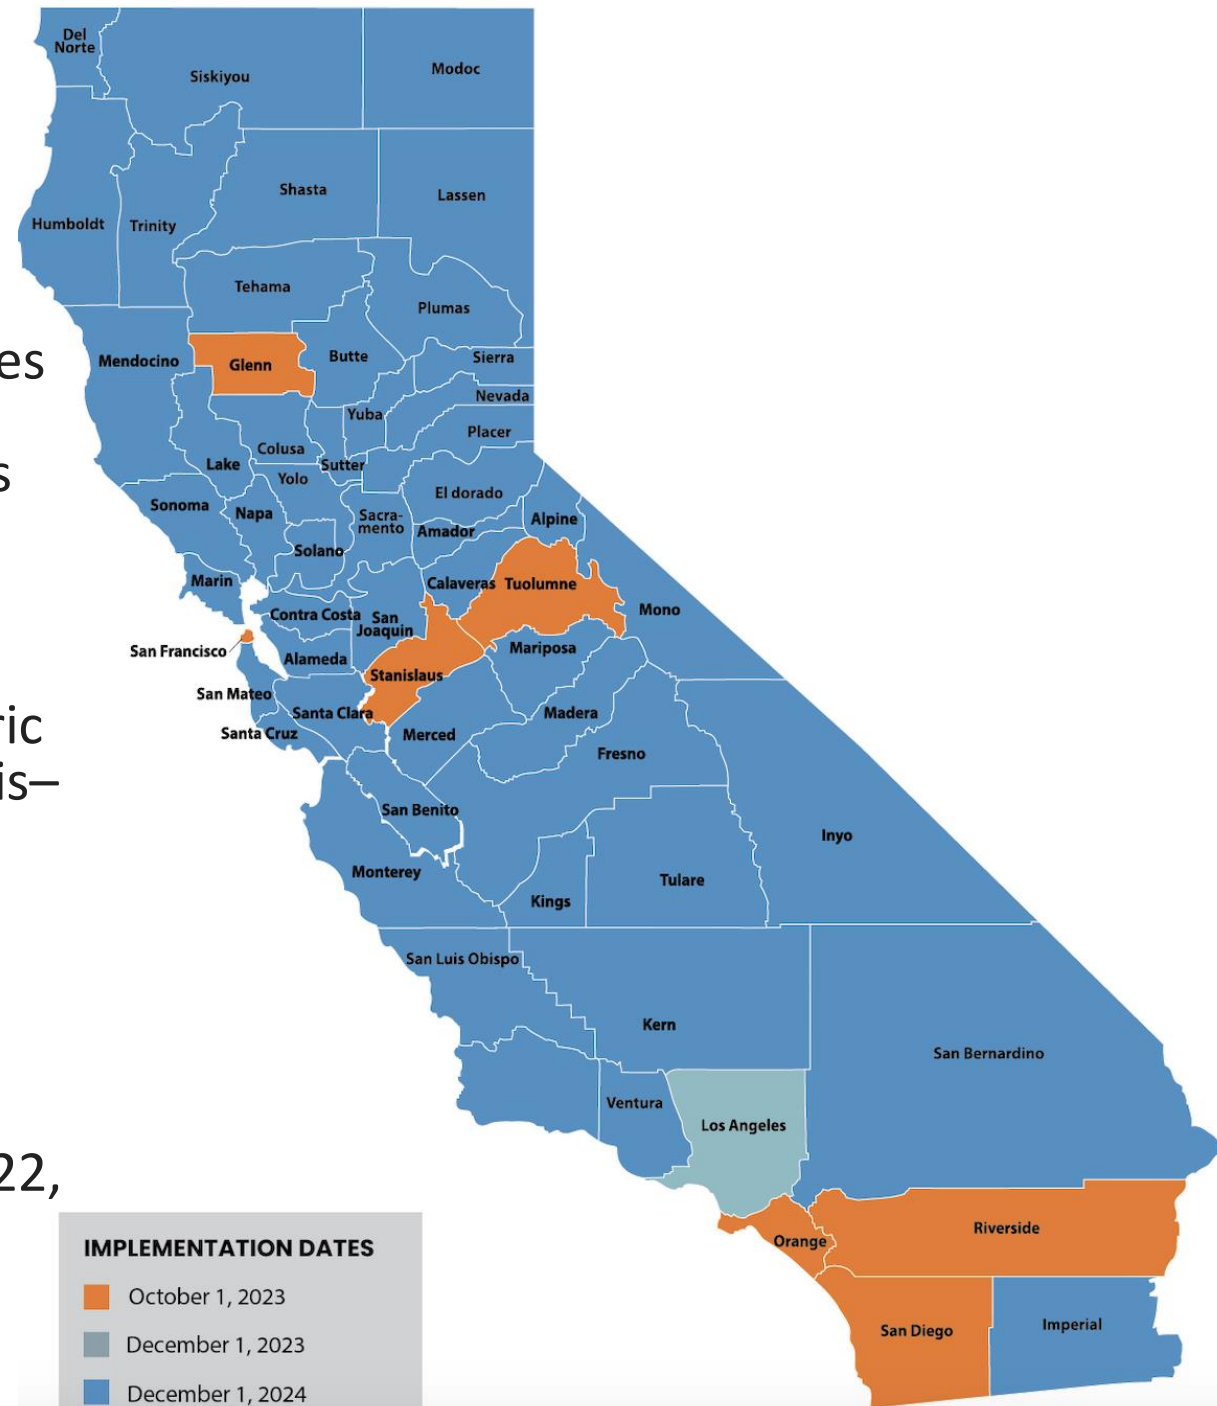 Del
Norte
Siskiyou
Modoc
Shasta
Lassen
Humboldt
Trinity
Tehama
Plumas
Mendocino
Glenn
Butte
Sierra
Nevada
Yuba
Placer
Colusa
Lake
Sutter
Yolo
El dorado
Sonoma
Napa
Sacra-
mento
Amador
Alpine
Solano
Marin
Calaveras
Tuolumne
Mono
Contra Costa
San
Joaquin
San Francisco
Alameda
Mariposa
Stanislaus
San Mateo
Santa Clara
Madera
Santa Cruz
Merced
Fresno
San Benito
Inyo
Monterey
Tulare
Kings
San Luis Obispo
Kern
San Bernardino
Ventura
Los Angeles
Riverside
Orange
San Diego
Imperial
es
s
ric
is–
22,
IMPLEMENTATION DATES
October 1, 2023
December 1, 2023
December 1, 2024